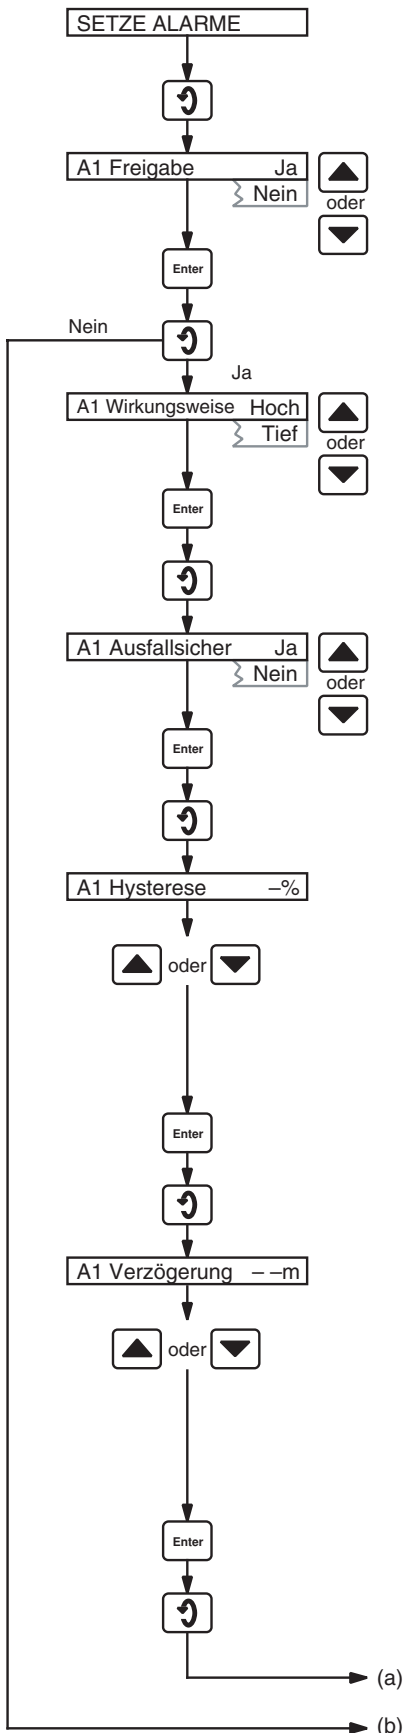 SETZE ALARME
A1 Freigabe Ja
Nein
oder
Enter
Nein
Ja
A1 Wirkungsweise Hoch
Tief
oder
Enter
A1 Ausfallsicher Ja
Nein
oder
Enter
A1 Hysterese –%
oder
Enter
A1 Verzögerung – –m
oder
Enter
(a)
(b)